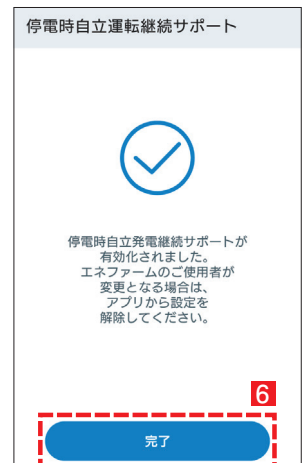 停電時自立運転継続サポート
停電時自立発電継続サポートが
有効化されました。
エネファームのご使用者が
変更となる場合は、
アプリから設定を
解除してください。
6
完了